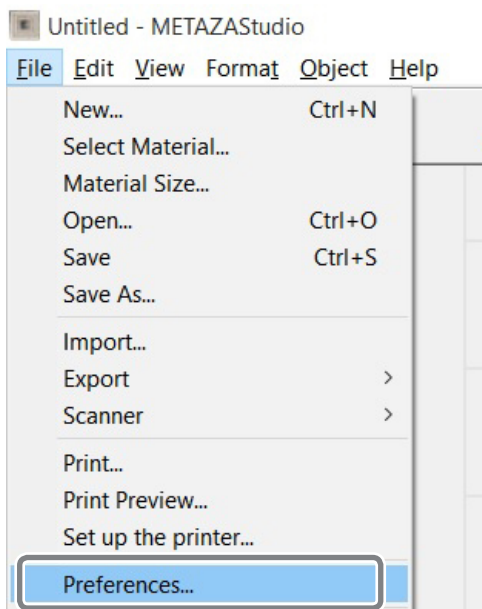 Untitled - METAZAStudio
File Edit View Format Object Help
New... Ctrl+N
Select Material...
Material Size...
Open... Ctrl+O
Save Ctrl+S
Save As...
Import...
Export >
Scanner >
Print...
Print Preview...
Set up the printer...
Preferences...